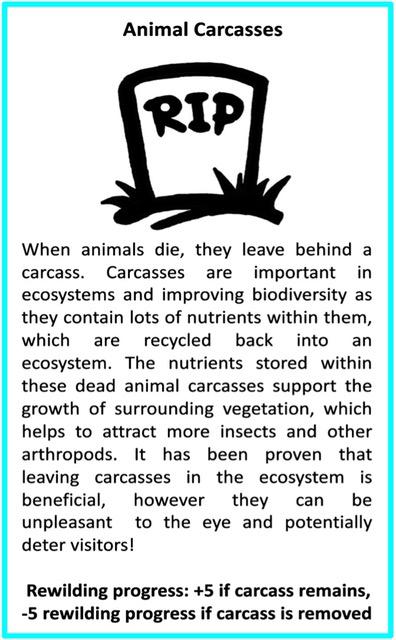 Animal Carcasses
RIP
When animals die, they leave behind a
carcass. Carcasses are important in
ecosystems and improving biodiversity as
they contain lots of nutrients within them,
which are recycled back into an
ecosystem. The nutrients stored within
these dead animal carcasses support the
growth of surrounding vegetation, which
helps to attract more insects and other
arthropods. It has been proven that
leaving carcasses in the ecosystem is
beneficial, however they can be
unpleasant to the eye and potentially
deter visitors!
Rewilding progress: +5 if carcass remains,
-5 rewilding progress if carcass is removed